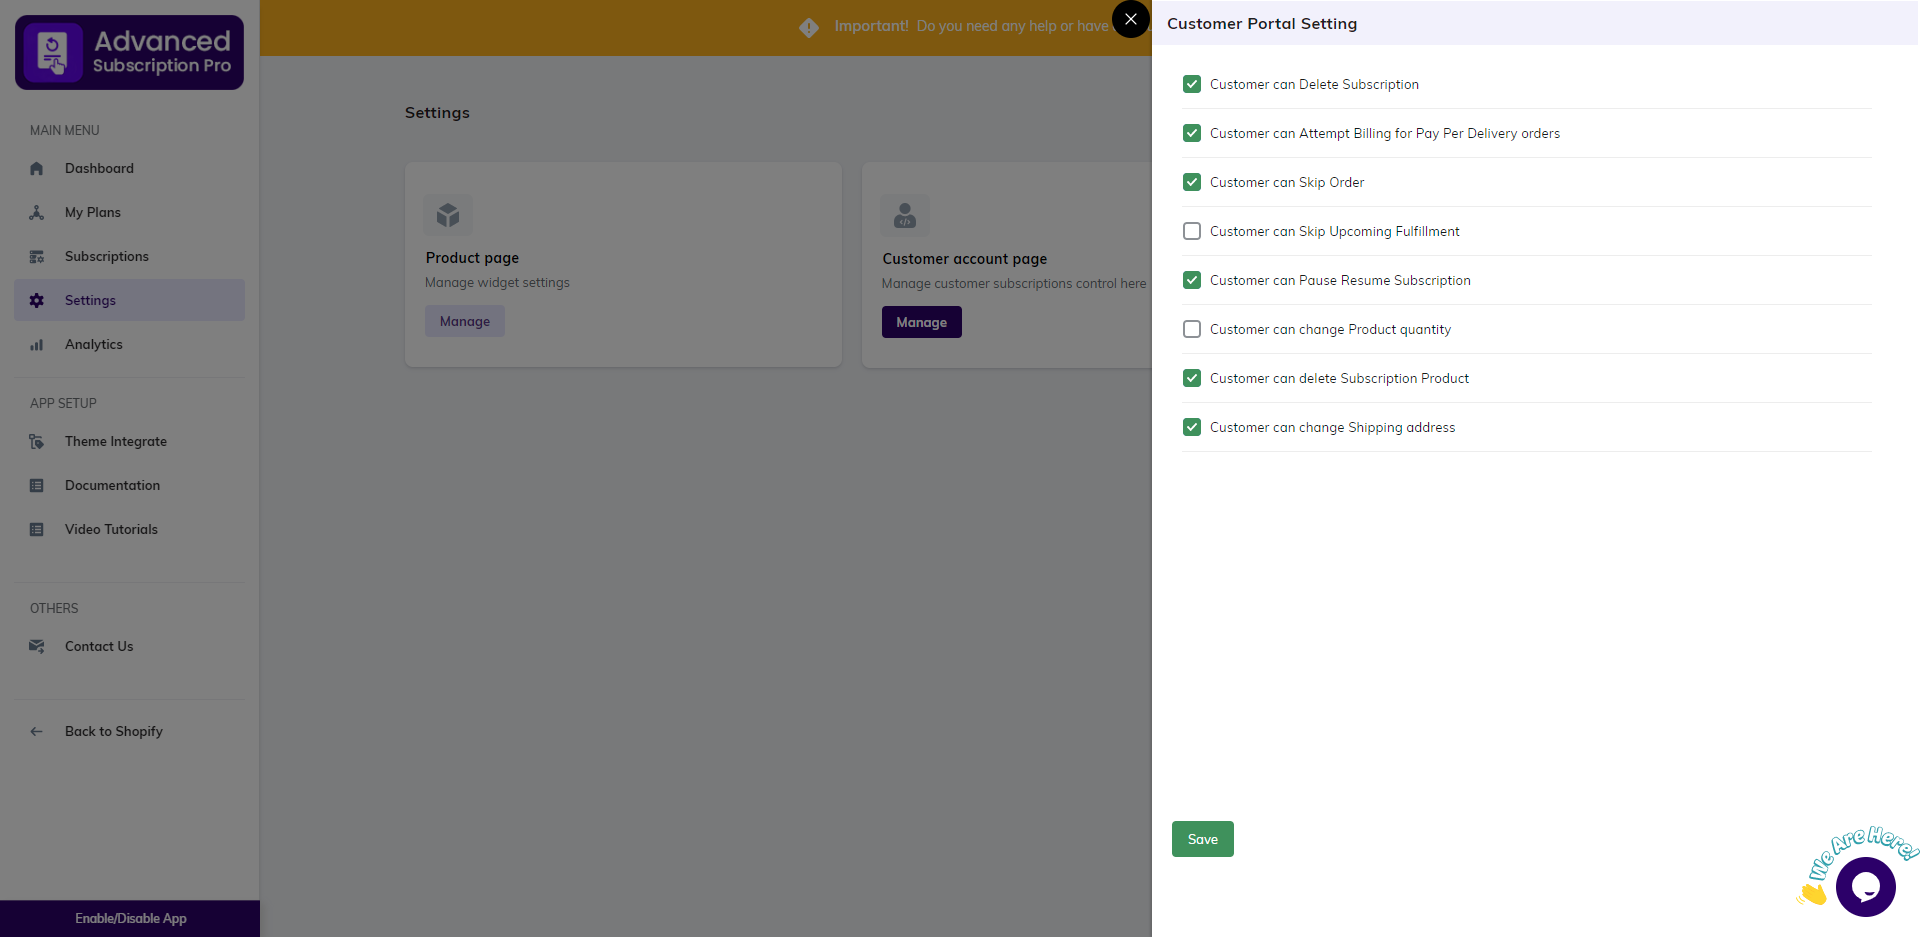 Advanced
Subscription Pro
MAIN MENU
Dashboard
My Plans
Subscriptions
Settings
Analytics
APP SETUP
Theme Integrate
Documentation
Video Tutorials
OTHERS
Contact Us
Back to Shopify
Enable/Disable App
Important! Do you need any help or have
Settings
Product page
Manage widget settings
Manage
Customer account page
Manage customer subscriptions control here
Manage
Customer Portal Setting
Customer can Delete Subscription
Customer can Attempt Billing for Pay Per Delivery orders
Customer can Skip Order
Customer can Skip Upcoming Fulfillment
Customer can Pause Resume Subscription
Customer can change Product quantity
Customer can delete Subscription Product
Customer can change Shipping address
Save
We Are Here!